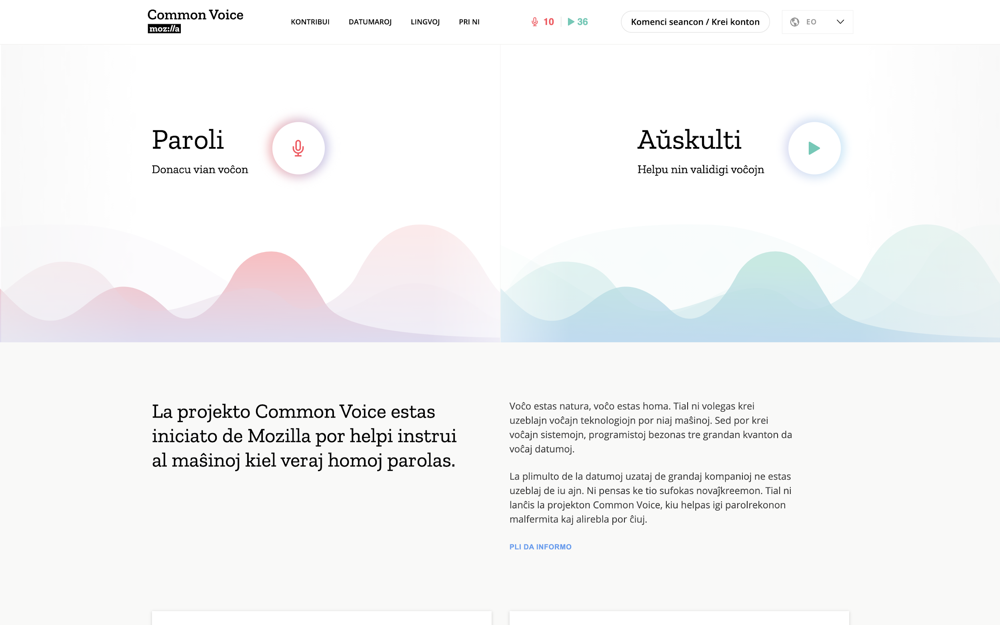 Common Voice
moz://a
KONTRIBUI
DATUMAROJ
LINGVOJ
PRI NI
10
36
Komenci seancon / Krei konton
EO
Paroli
Donacu vian voĉon
Aŭskulti
Helpu nin validigi voĉojn
La projekto Common Voice estas
iniciato de Mozilla por helpi instrui
al maŝinoj kiel veraj homoj parolas.
Voĉo estas natura, voĉo estas homa. Tial ni volegas krei
uzeblajn voĉajn teknologiojn por niaj maŝinoj. Sed por krei
voĉajn sistemojn, programistoj bezonas tre grandan kvanton da
voĉaj datumoj.
La plimulto de la datumoj uzataj de grandaj kompanioj ne estas
uzeblaj de iu ajn. Ni pensas ke tio sufokas novaĵkreemon. Tial ni
lanĉis la projekton Common Voice, kiu helpas igi parolrekonon
malfermita kaj alirebla por ĉiuj.
PLI DA INFORMO